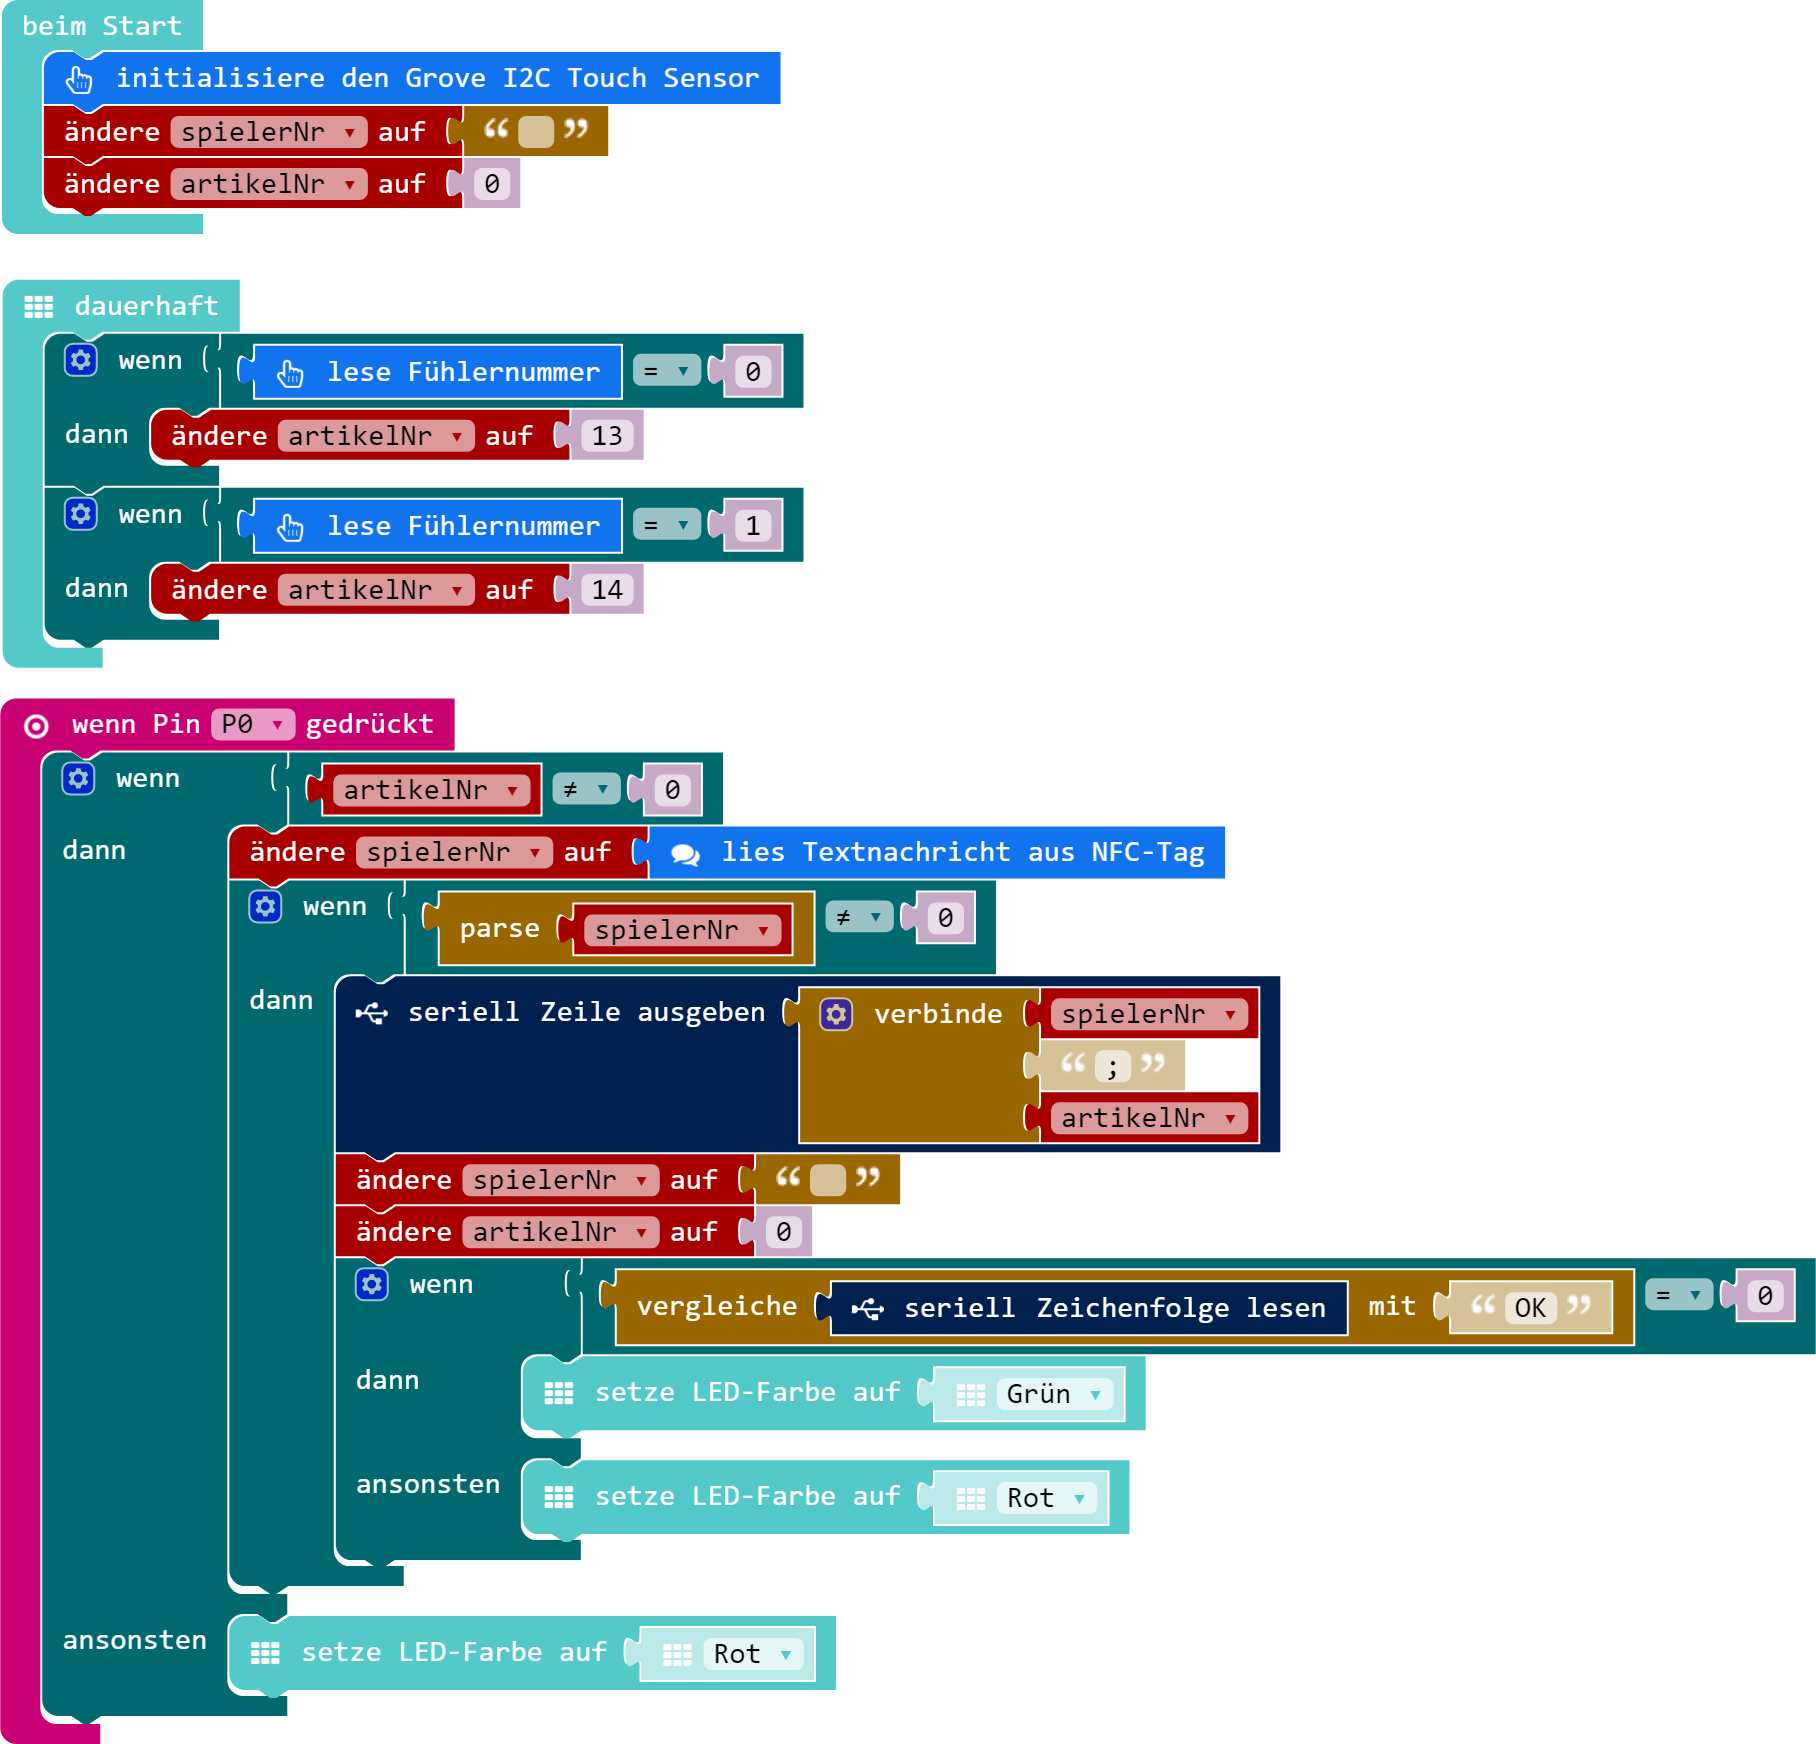 beim Start
initialisiere den Grove I2C Touch Sensor
ändere spielerNr ▼ auf “ ”
ändere artikelNr ▼ auf 0
dauerhaft
wenn lese Fühlernummer = ▼ 0
dann ändere artikelNr ▼ auf 13
wenn lese Fühlernummer = ▼ 1
dann ändere artikelNr ▼ auf 14
wenn Pin P0 ▼ gedrückt
wenn artikelNr ▼ ≠ ▼ 0
dann ändere spielerNr ▼ auf lies Textnachricht aus NFC-Tag
wenn parse spielerNr ▼ ≠ ▼ 0
dann seriell Zeile ausgeben verbinde spielerNr ▼
“ ; ”
artikelNr ▼
ändere spielerNr ▼ auf “ ”
ändere artikelNr ▼ auf 0
wenn vergleiche seriell Zeichenfolge lesen mit “ OK ” = ▼ 0
dann setze LED-Farbe auf Grün ▼
ansonsten setze LED-Farbe auf Rot ▼
ansonsten setze LED-Farbe auf Rot ▼